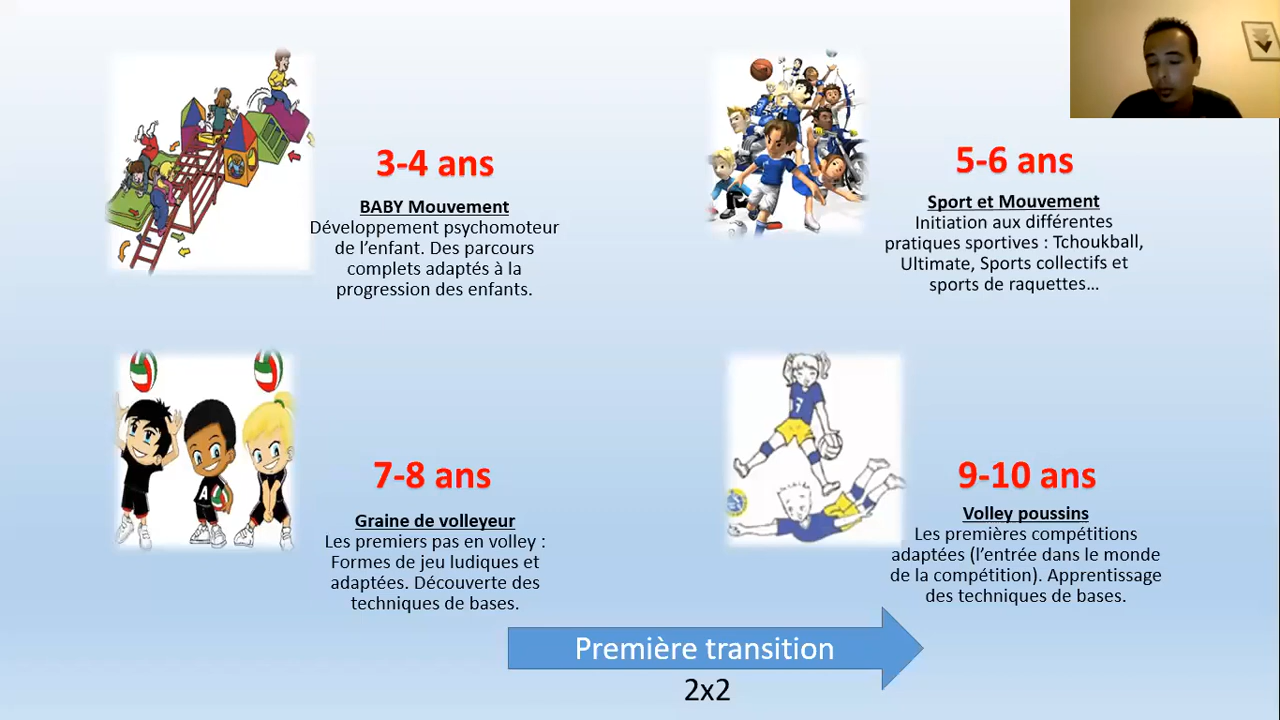 3-4 ans
BABY Mouvement
Développement psychomoteur
de l'enfant. Des parcours
complets adaptés à la
progression des enfants.
5-6 ans
Sport et Mouvement
Initiation aux différentes
pratiques sportives : Tchoukball,
Ultimate, Sports collectifs et
sports de raquettes…
7-8 ans
Graine de volleyeur
Les premiers pas en volley :
Formes de jeu ludiques et
adaptées. Découverte des
techniques de bases.
A
9-10 ans
Volley poussins
Les premières compétitions
adaptées (l'entrée dans le monde
de la compétition). Apprentissage
des techniques de bases.
Première transition
2x2